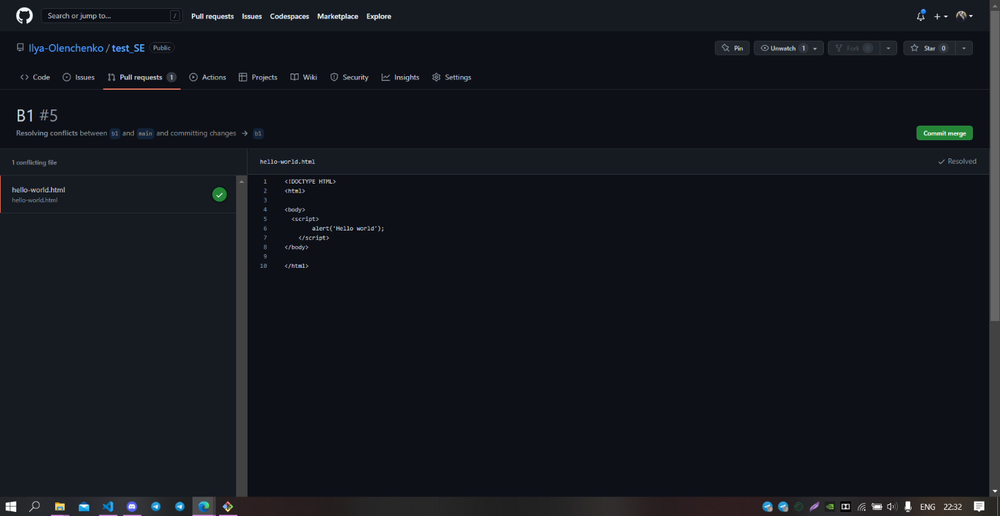 Search or jump to... /
Pull requests Issues Codespaces Marketplace Explore
Ilya-Olenchenko / test_SE Public
Pin Unwatch 1 Fork 0 Star 0
Code Issues Pull requests 1 Actions Projects Wiki Security Insights Settings
B1 #5
Resolving conflicts between b1 and main and committing changes → b1
Commit merge
1 conflicting file
hello-world.html
hello-world.html
hello-world.html
Resolved
1 <!DOCTYPE HTML>
2 <html>
3
4 <body>
5 <script>
6 alert('Hello world');
7 </script>
8 </body>
9
10 </html>
ENG 22:32